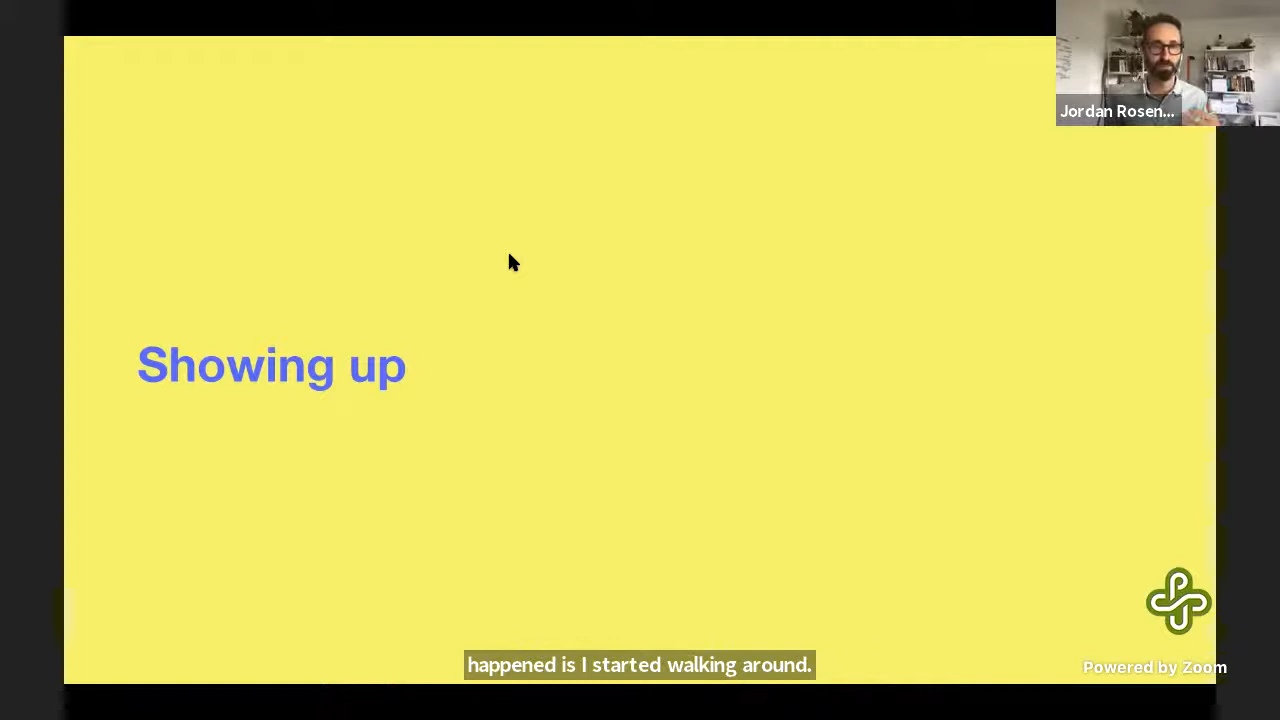 Jordan Rosen...
Showing up
happened is I started walking around.
Powered by Zoom